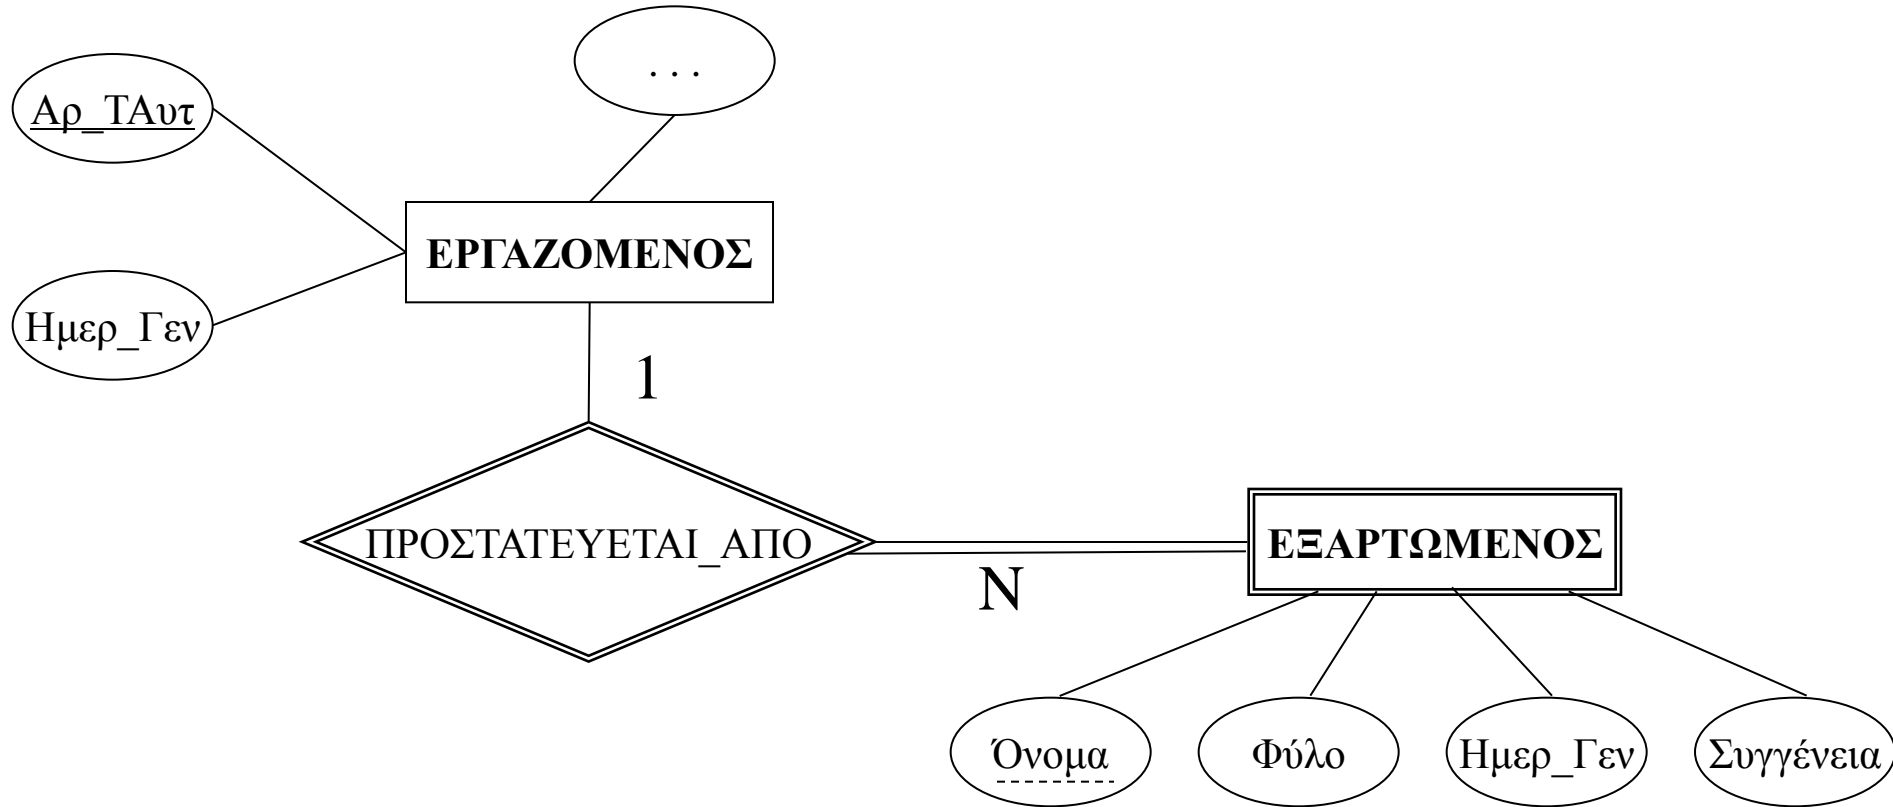 . . .
Αρ_ΤΑυτ
ΕΡΓΑΖΟΜΕΝΟΣ
Ημερ_Γεν
1
ΠΡΟΣΤΑΤΕΥΕΤΑΙ_ΑΠΟ
N
ΕΞΑΡΤΩΜΕΝΟΣ
Όνομα
Φύλο
Ημερ_Γεν
Συγγένεια